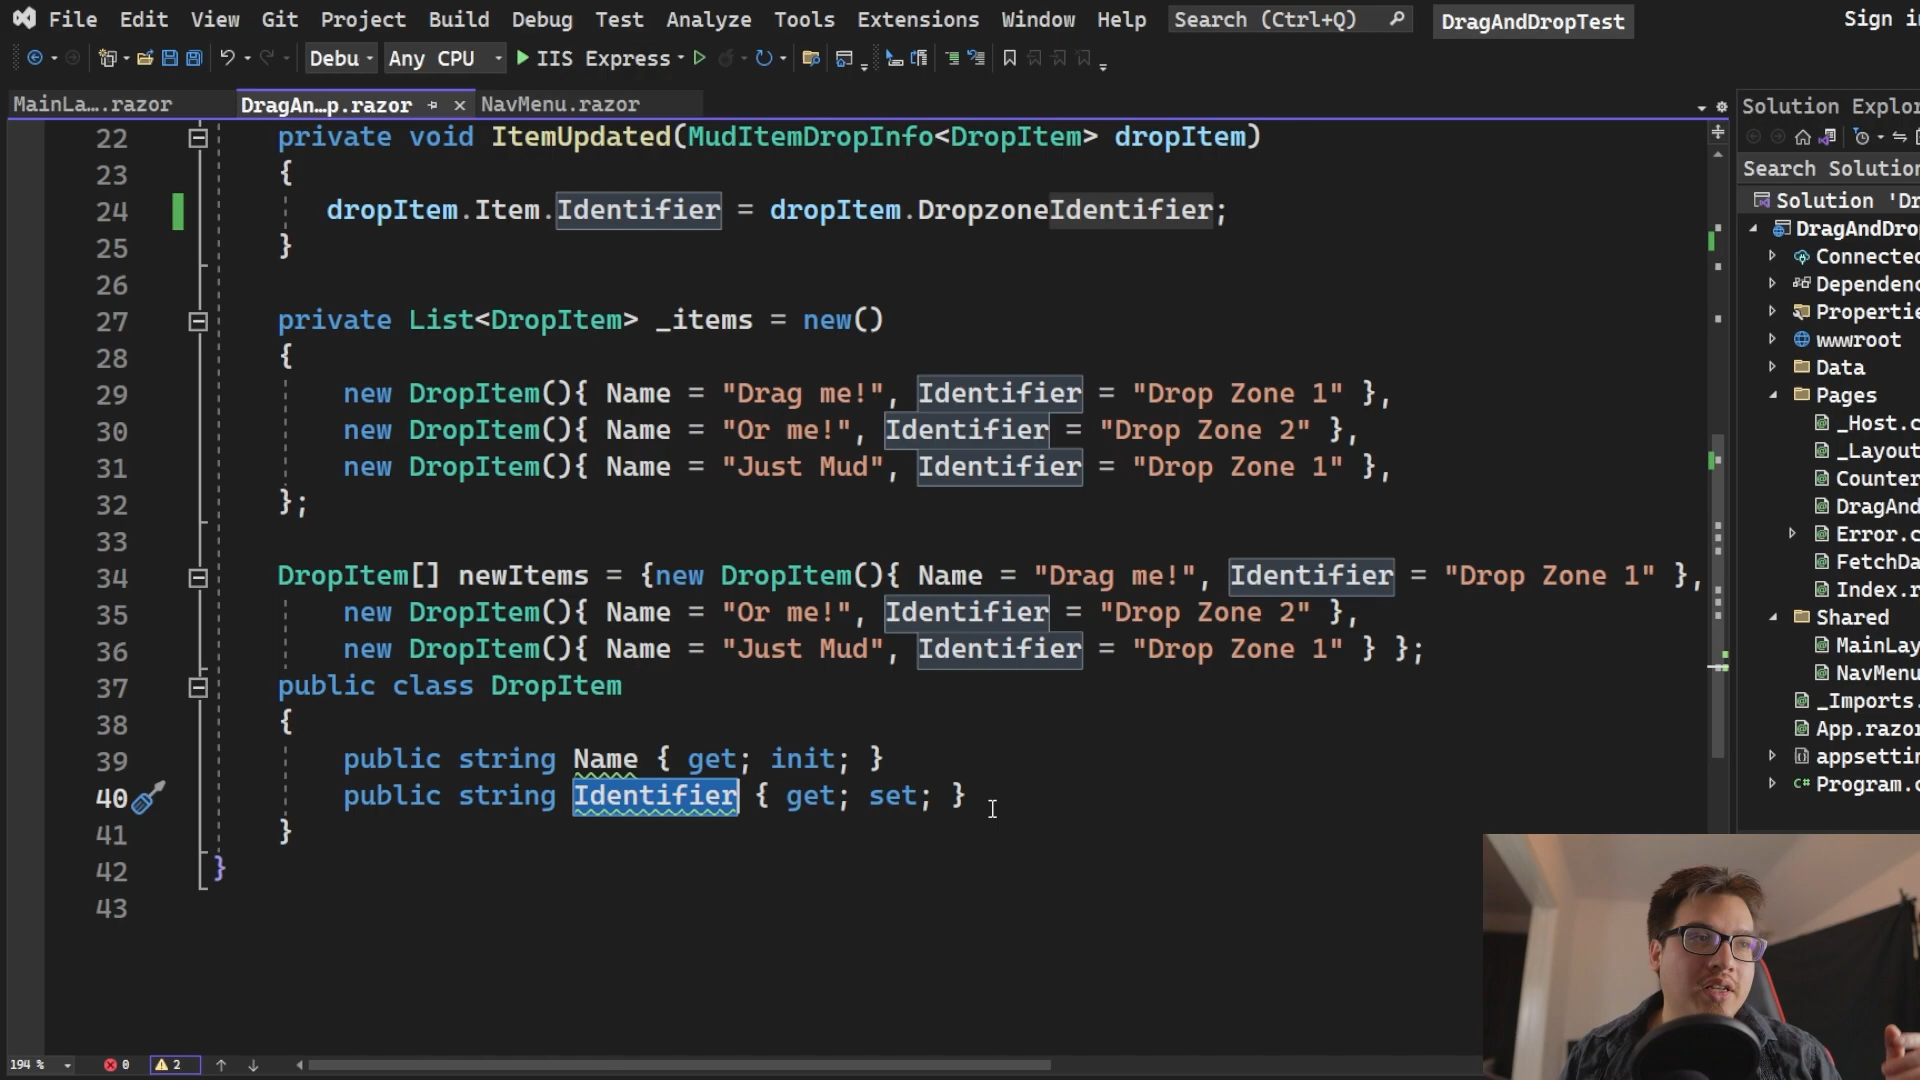 File Edit View Git Project Build Debug Test Analyze Tools Extensions Window Help Search (Ctrl+Q) DragAndDropTest Sign i
Debu Any CPU IIS Express
MainLa….razor DragAn…p.razor NavMenu.razor
22 private void ItemUpdated(MudItemDropInfo<DropItem> dropItem)
23 {
24 dropItem.Item.Identifier = dropItem.DropzoneIdentifier;
25 }
26
27 private List<DropItem> _items = new()
28 {
29 new DropItem(){ Name = "Drag me!", Identifier = "Drop Zone 1" },
30 new DropItem(){ Name = "Or me!", Identifier = "Drop Zone 2" },
31 new DropItem(){ Name = "Just Mud", Identifier = "Drop Zone 1" },
32 };
33
34 DropItem[] newItems = {new DropItem(){ Name = "Drag me!", Identifier = "Drop Zone 1" },
35 new DropItem(){ Name = "Or me!", Identifier = "Drop Zone 2" },
36 new DropItem(){ Name = "Just Mud", Identifier = "Drop Zone 1" } };
37 public class DropItem
38 {
39 public string Name { get; init; }
40 public string Identifier { get; set; }
41 }
42 }
43
194 % 0 2
Solution Explor
Search Solution
Solution 'Dr
DragAndDrop
Connected
Dependenc
Properties
wwwroot
Data
Pages
_Host.c
_Layout
Counter
DragAnd
Error.c
FetchDa
Index.r
Shared
MainLay
NavMenu
_Imports.
App.razor
appsettin
C# Program.c